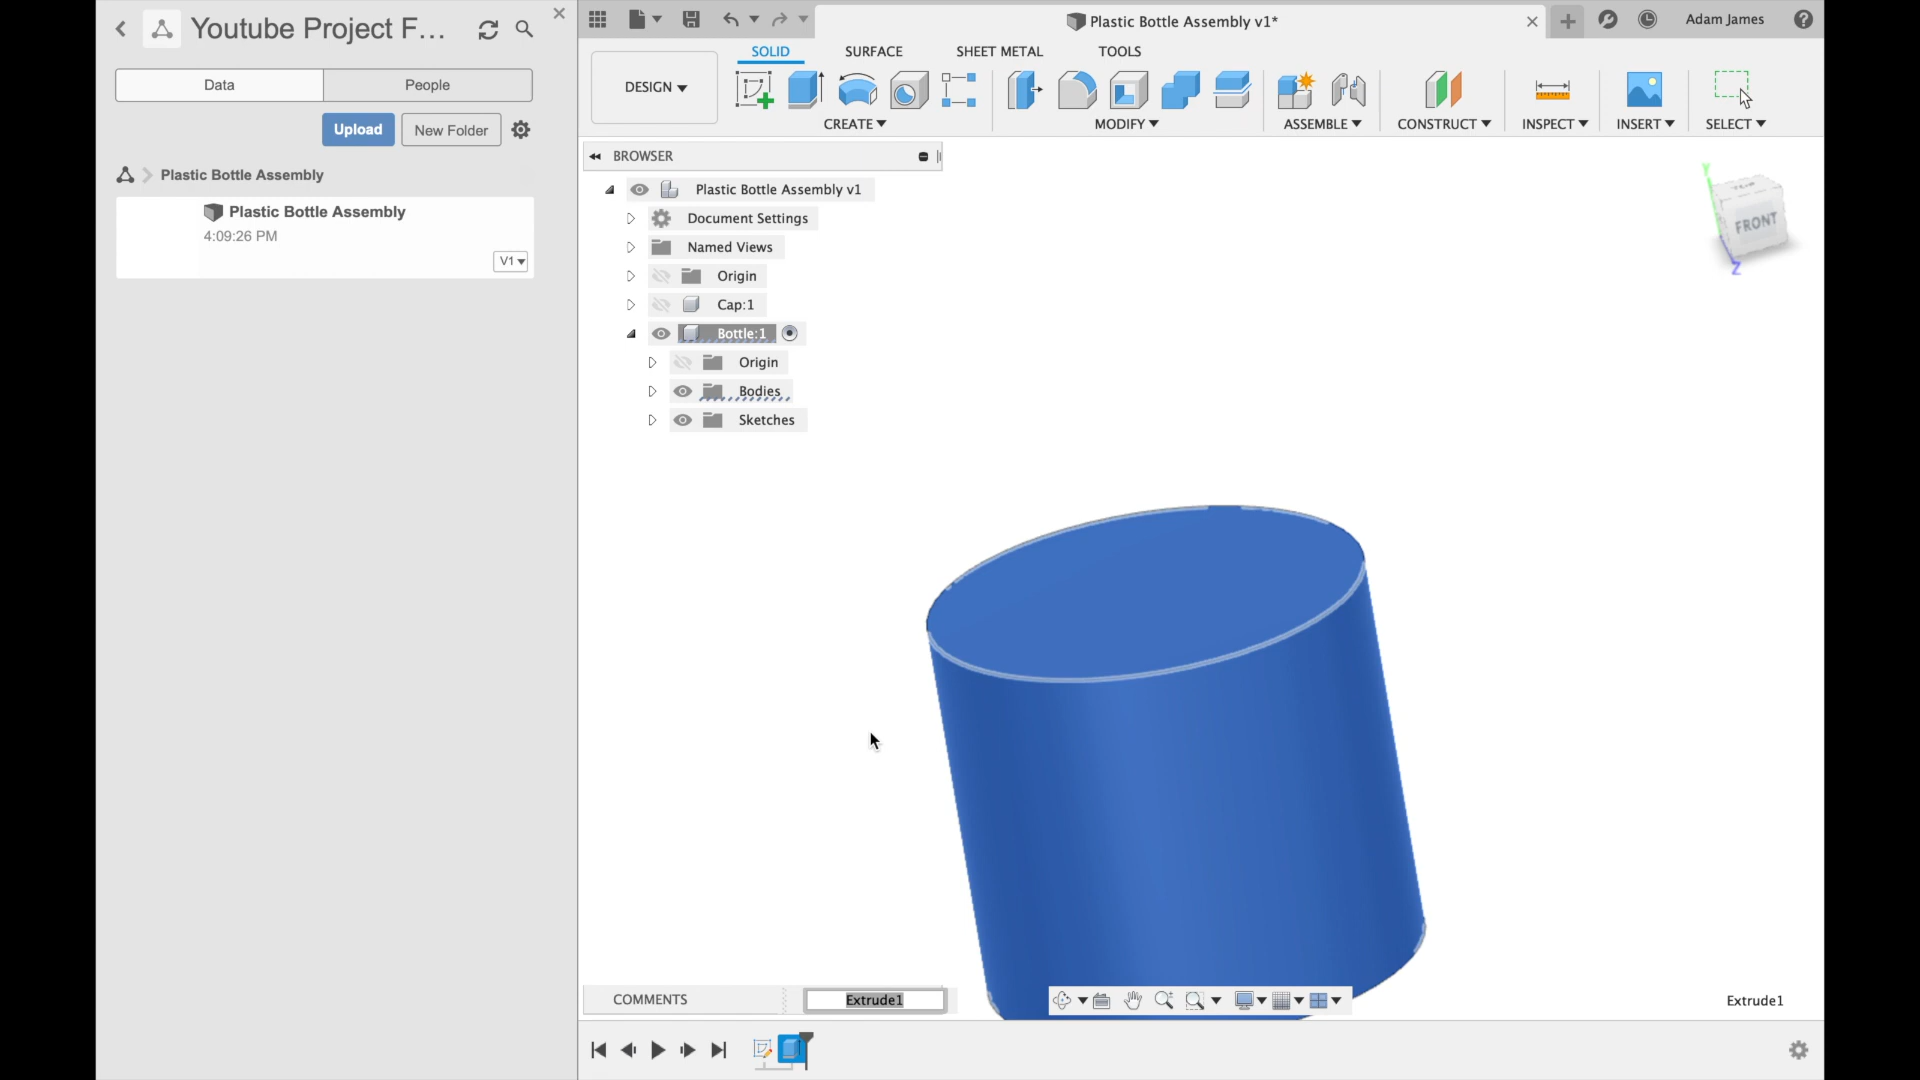 Youtube Project F...
Data
People
Upload
New Folder
Plastic Bottle Assembly
Plastic Bottle Assembly
4:09:26 PM
V1
Plastic Bottle Assembly v1*
Adam James
DESIGN
SOLID
SURFACE
SHEET METAL
TOOLS
CREATE
MODIFY
ASSEMBLE
CONSTRUCT
INSPECT
INSERT
SELECT
BROWSER
Plastic Bottle Assembly v1
Document Settings
Named Views
Origin
Cap:1
Bottle:1
Origin
Bodies
Sketches
Y
TOP
FRONT
Z
COMMENTS
Extrude1
Extrude1